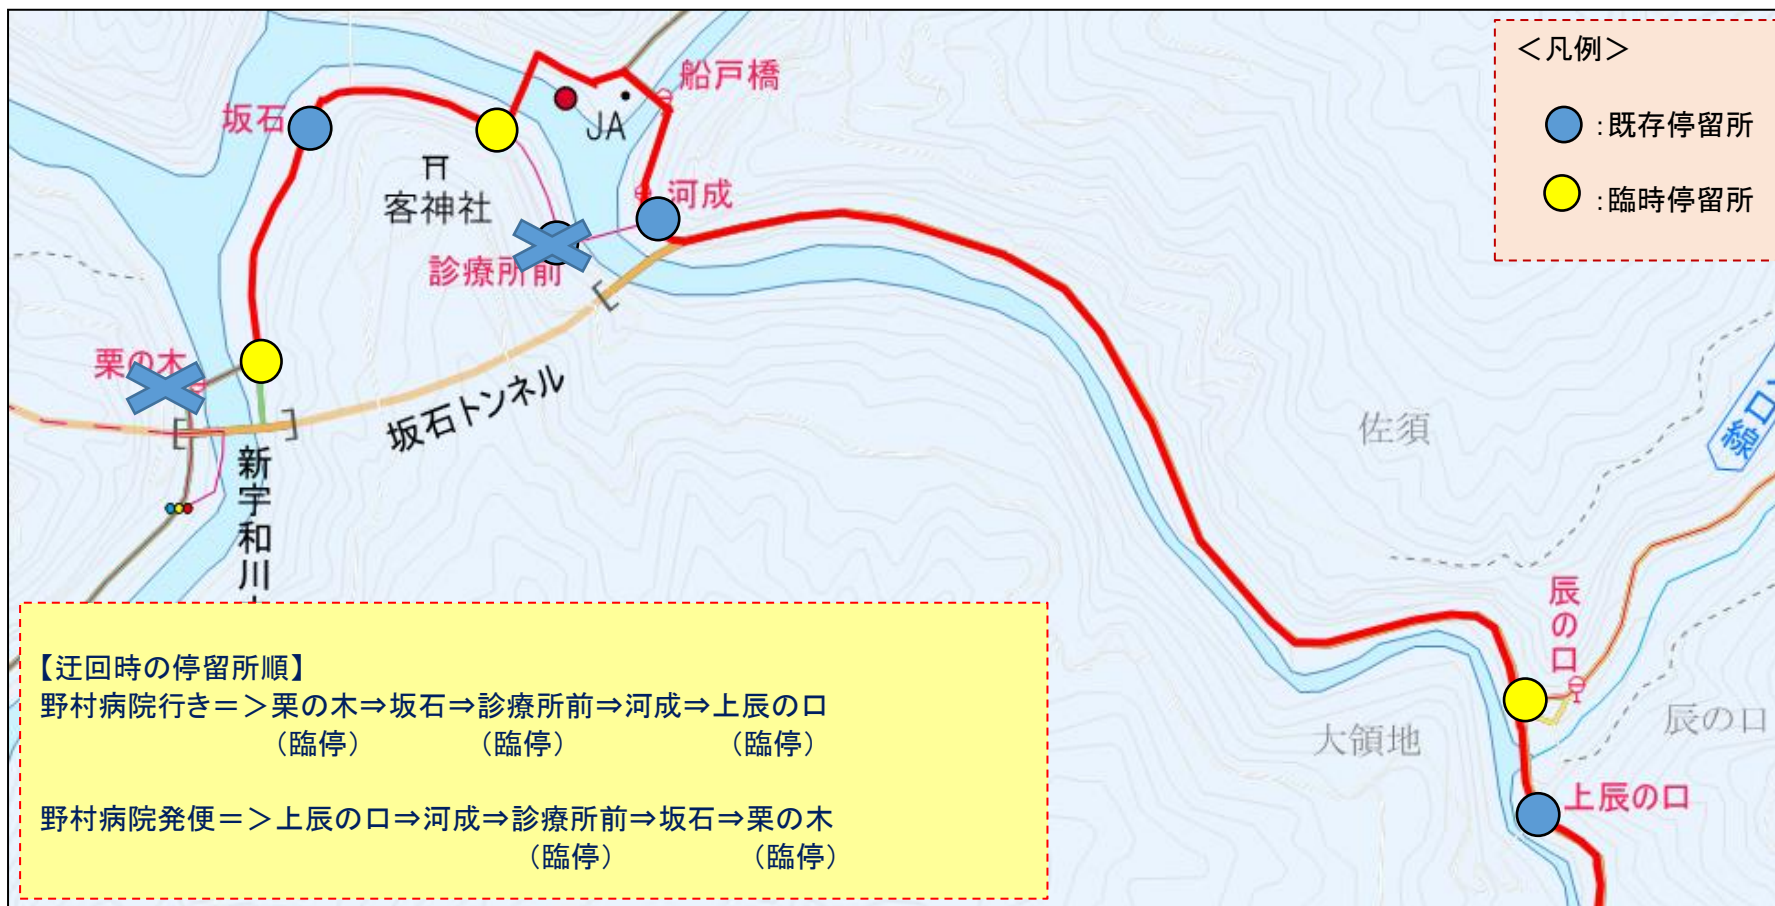 ＜凡例＞
：既存停留所
：臨時停留所
船戸橋
坂石
JA
客神社
河成
診療所前
栗の木
坂石トンネル
新宇和川
佐須
線
辰の口
辰の口
大領地
上辰の口
【迂回時の停留所順】
野村病院行き＝＞栗の木⇒坂石⇒診療所前⇒河成⇒上辰の口
（臨停） （臨停） （臨停）
野村病院発便＝＞上辰の口⇒河成⇒診療所前⇒坂石⇒栗の木
（臨停） （臨停）